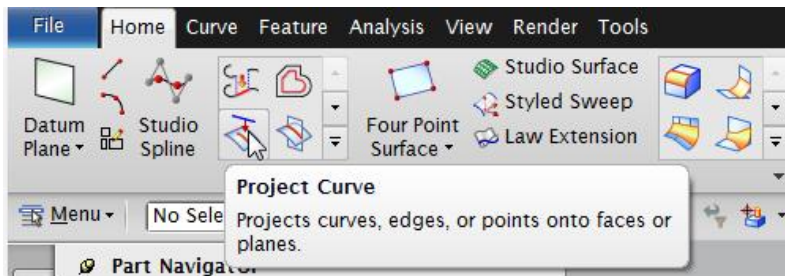 File Home Curve Feature Analysis View Render Tools
Datum
Plane
Studio
Spline
Four Point
Surface
Studio Surface
Styled Sweep
Law Extension
Project Curve
Projects curves, edges, or points onto faces or
planes.
Menu
No Sele
Part Navigator